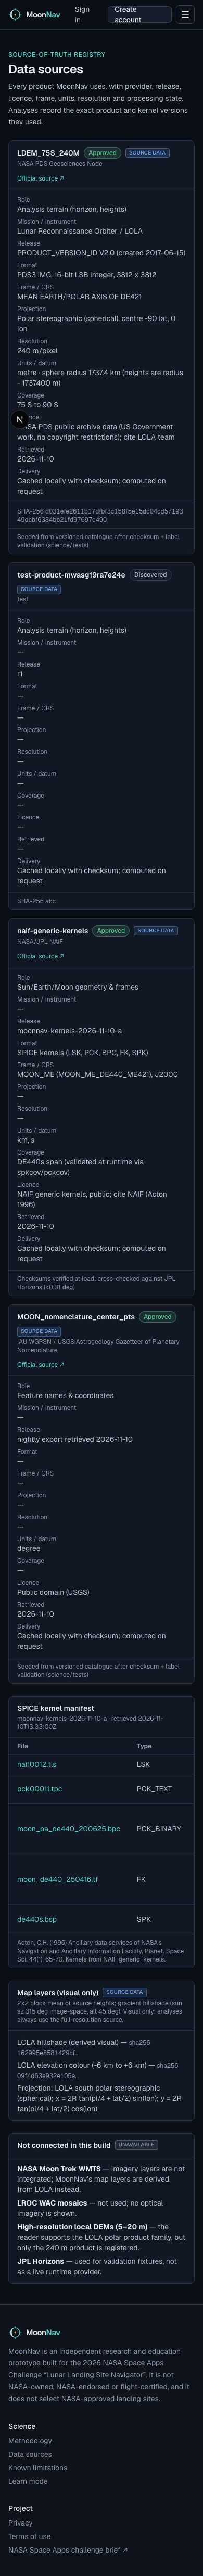 MoonNav
Sign in
Create account
SOURCE-OF-TRUTH REGISTRY
Data sources
Every product MoonNav uses, with provider, release,
license, frame, units, resolution and processing state.
Analyses record the exact product and kernel versions
they used.
LDEM_75S_240M Approved SOURCE DATA
NASA PDS Geosciences Node
Official source ↗
Role
Analysis terrain (horizon, heights)
Mission / instrument
Lunar Reconnaissance Orbiter / LOLA
Release
PRODUCT_VERSION_ID V2.0 (created 2017-06-15)
Format
PDS3 IMG, 16-bit LSB integer, 3812 x 3812
Frame / CRS
MEAN EARTH/POLAR AXIS OF DE421
Projection
Polar stereographic (spherical), centre -90 lat, 0
lon
Resolution
240 m/pixel
Units / datum
metre · sphere radius 1737.4 km (heights are radius
- 1737400 m)
Coverage
75 S to 90 S
N
NASA PDS public archive data (US Government
work, no copyright restrictions); cite LOLA team
Retrieved
2026-11-10
Delivery
Cached locally with checksum; computed on
request
Seeded from versioned catalogue after checksum + label
validation (science/tests)
test-product-mwasg19ra7e24e Discovered
SOURCE DATA
test
Role
Analysis terrain (horizon, heights)
Mission / instrument
—
Release
r1
Format
—
Frame / CRS
—
Projection
—
Resolution
—
Units / datum
—
Coverage
—
Licence
—
Retrieved
—
Delivery
Cached locally with checksum; computed on
request
SHA-256 abc
naif-generic-kernels Approved SOURCE DATA
NASA/JPL NAIF
Official source ↗
Role
Sun/Earth/Moon geometry & frames
Mission / instrument
—
Release
moonnav-kernels-2026-11-10-a
Format
SPICE kernels (LSK, PCK, BPC, FK, SPK)
Frame / CRS
MOON_ME (MOON_ME_DE440_ME421), J2000
Projection
—
Resolution
—
Units / datum
km, s
Coverage
DE440s span (validated at runtime via
spkcov/pckcov)
Licence
NAIF generic kernels, public; cite NAIF (Acton
1996)
Retrieved
2026-11-10
Delivery
Cached locally with checksum; computed on
request
Checksums verified at load; cross-checked against JPL
Horizons (<0.01 deg)
MOON_nomenclature_center_pts Approved
SOURCE DATA
IAU WGPSN / USGS Astrogeology Gazetteer of Planetary
Nomenclature
Official source ↗
Role
Feature names & coordinates
Mission / instrument
—
Release
nightly export retrieved 2026-11-10
Format
—
Frame / CRS
—
Projection
—
Resolution
—
Units / datum
degree
Coverage
—
Licence
Public domain (USGS)
Retrieved
2026-11-10
Delivery
Cached locally with checksum; computed on
request
Seeded from versioned catalogue after checksum + label
validation (science/tests)
SPICE kernel manifest
moonnav-kernels-2026-11-10-a · retrieved 2026-11-
10T13:33:00Z
File Type
naif0012.tls LSK
pck00011.tpc PCK_TEXT
moon_pa_de440_200625.bpc PCK_BINARY
moon_de440_250416.tf FK
de440s.bsp SPK
Acton, C.H. (1996) Ancillary data services of NASA's
Navigation and Ancillary Information Facility, Planet. Space
Sci. 44(1), 65-70. Kernels from NAIF generic_kernels.
Map layers (visual only) SOURCE DATA
2x2 block mean of source heights; gradient hillshade (sun
az 315 deg image-space, alt 45 deg). Visual only: analyses
always use the full-resolution source.
LOLA hillshade (derived visual) — sha256
162995e8581429cf…
LOLA elevation colour (-6 km to +6 km) — sha256
09f4d63e932e105e…
Projection: LOLA south polar stereographic
(spherical); x = 2R tan(pi/4 + lat/2) sin(lon); y = 2R
tan(pi/4 + lat/2) cos(lon)
Not connected in this build UNAVAILABLE
NASA Moon Trek WMTS — imagery layers are not
integrated; MoonNav's map layers are derived
from LOLA instead.
LROC WAC mosaics — not used; no optical
imagery is shown.
High-resolution local DEMs (5–20 m) — the
reader supports the LOLA polar product family, but
only the 240 m product is registered.
JPL Horizons — used for validation fixtures, not
as a live runtime provider.
MoonNav
MoonNav is an independent research and education
prototype built for the 2026 NASA Space Apps
Challenge “Lunar Landing Site Navigator”. It is not
NASA-owned, NASA-endorsed or flight-certified, and it
does not select NASA-approved landing sites.
Science
Methodology
Data sources
Known limitations
Learn mode
Project
Privacy
Terms of use
NASA Space Apps challenge brief ↗